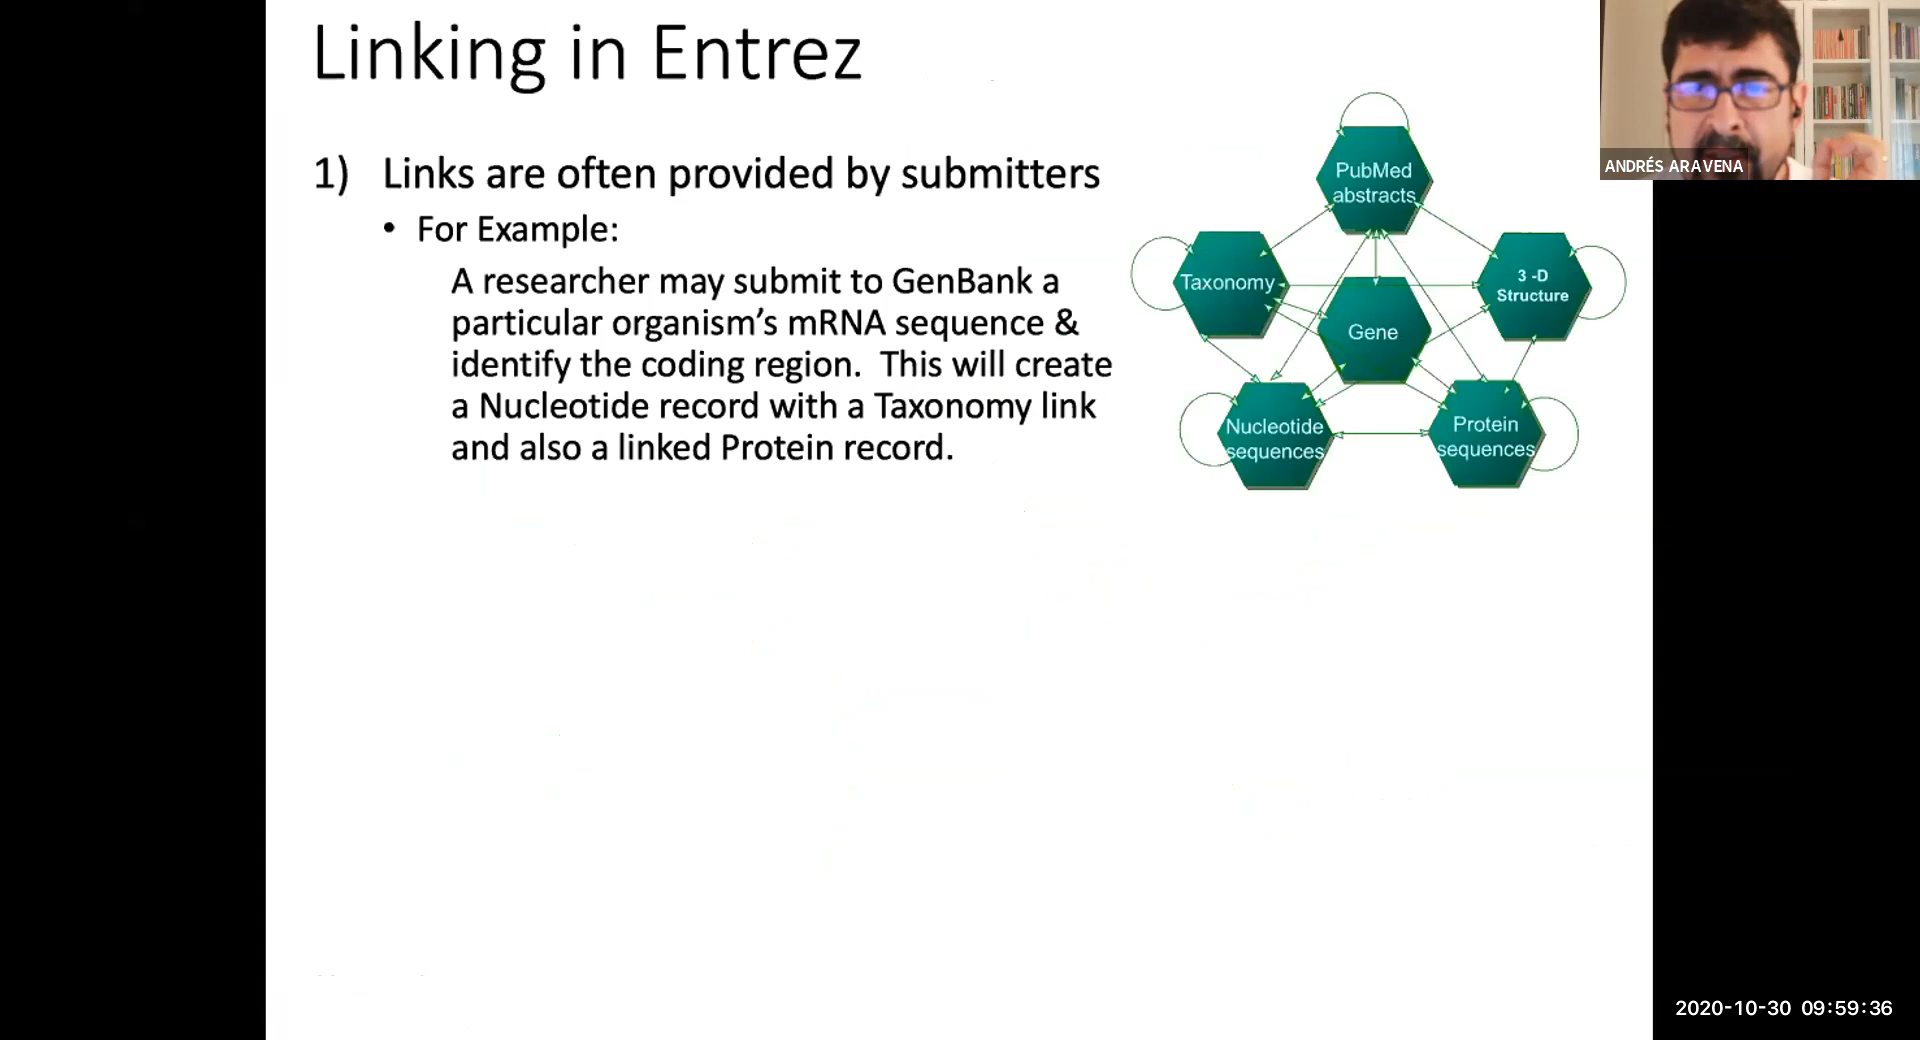 Linking in Entrez
ANDRÉS ARAVENA
1) Links are often provided by submitters
• For Example:
A researcher may submit to GenBank a
particular organism’s mRNA sequence &
identify the coding region. This will create
a Nucleotide record with a Taxonomy link
and also a linked Protein record.
PubMed
abstracts
Taxonomy
3 -D
Structure
Gene
Nucleotide
sequences
Protein
sequences
2020-10-30 09:59:36